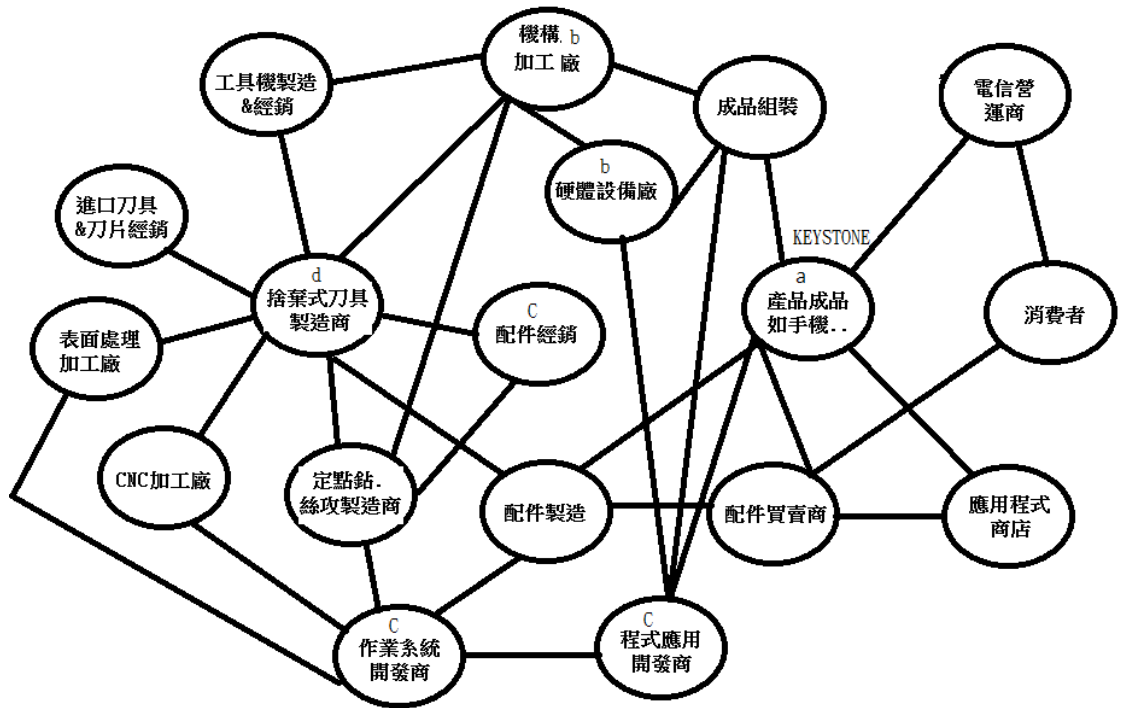 機構.b
加工廠
工具機製造
&經銷
成品組裝
電信營
運商
b
硬體設備廠
進口刀具
&刀片經銷
KEYSTONE
d
捨棄式刀具
製造商
a
產品成品
如手機..
C
配件經銷
消費者
表面處理
加工廠
CNC加工廠
定點鉆.
絲攻製造商
配件製造
配件買賣商
應用程式
商店
C
作業系統
開發商
C
程式應用
開發商